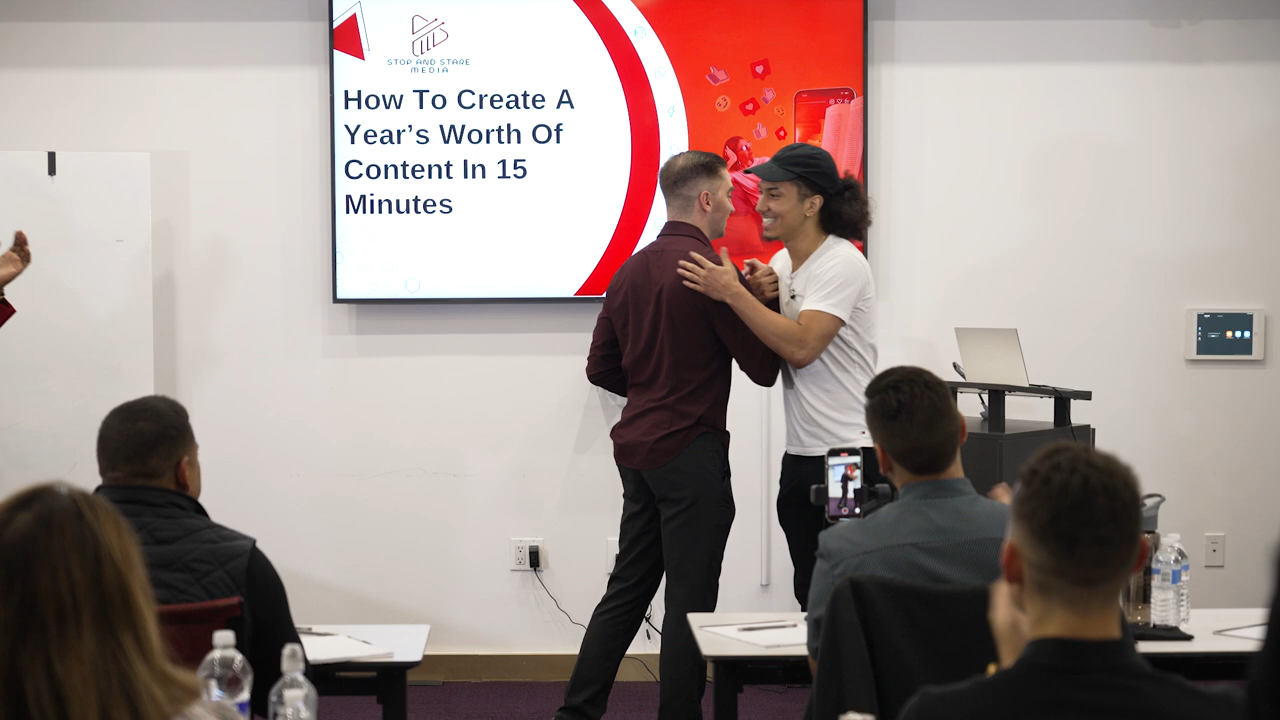 STOP AND STARE
MEDIA
How To Create A
Year's Worth Of
Content In 15
Minutes